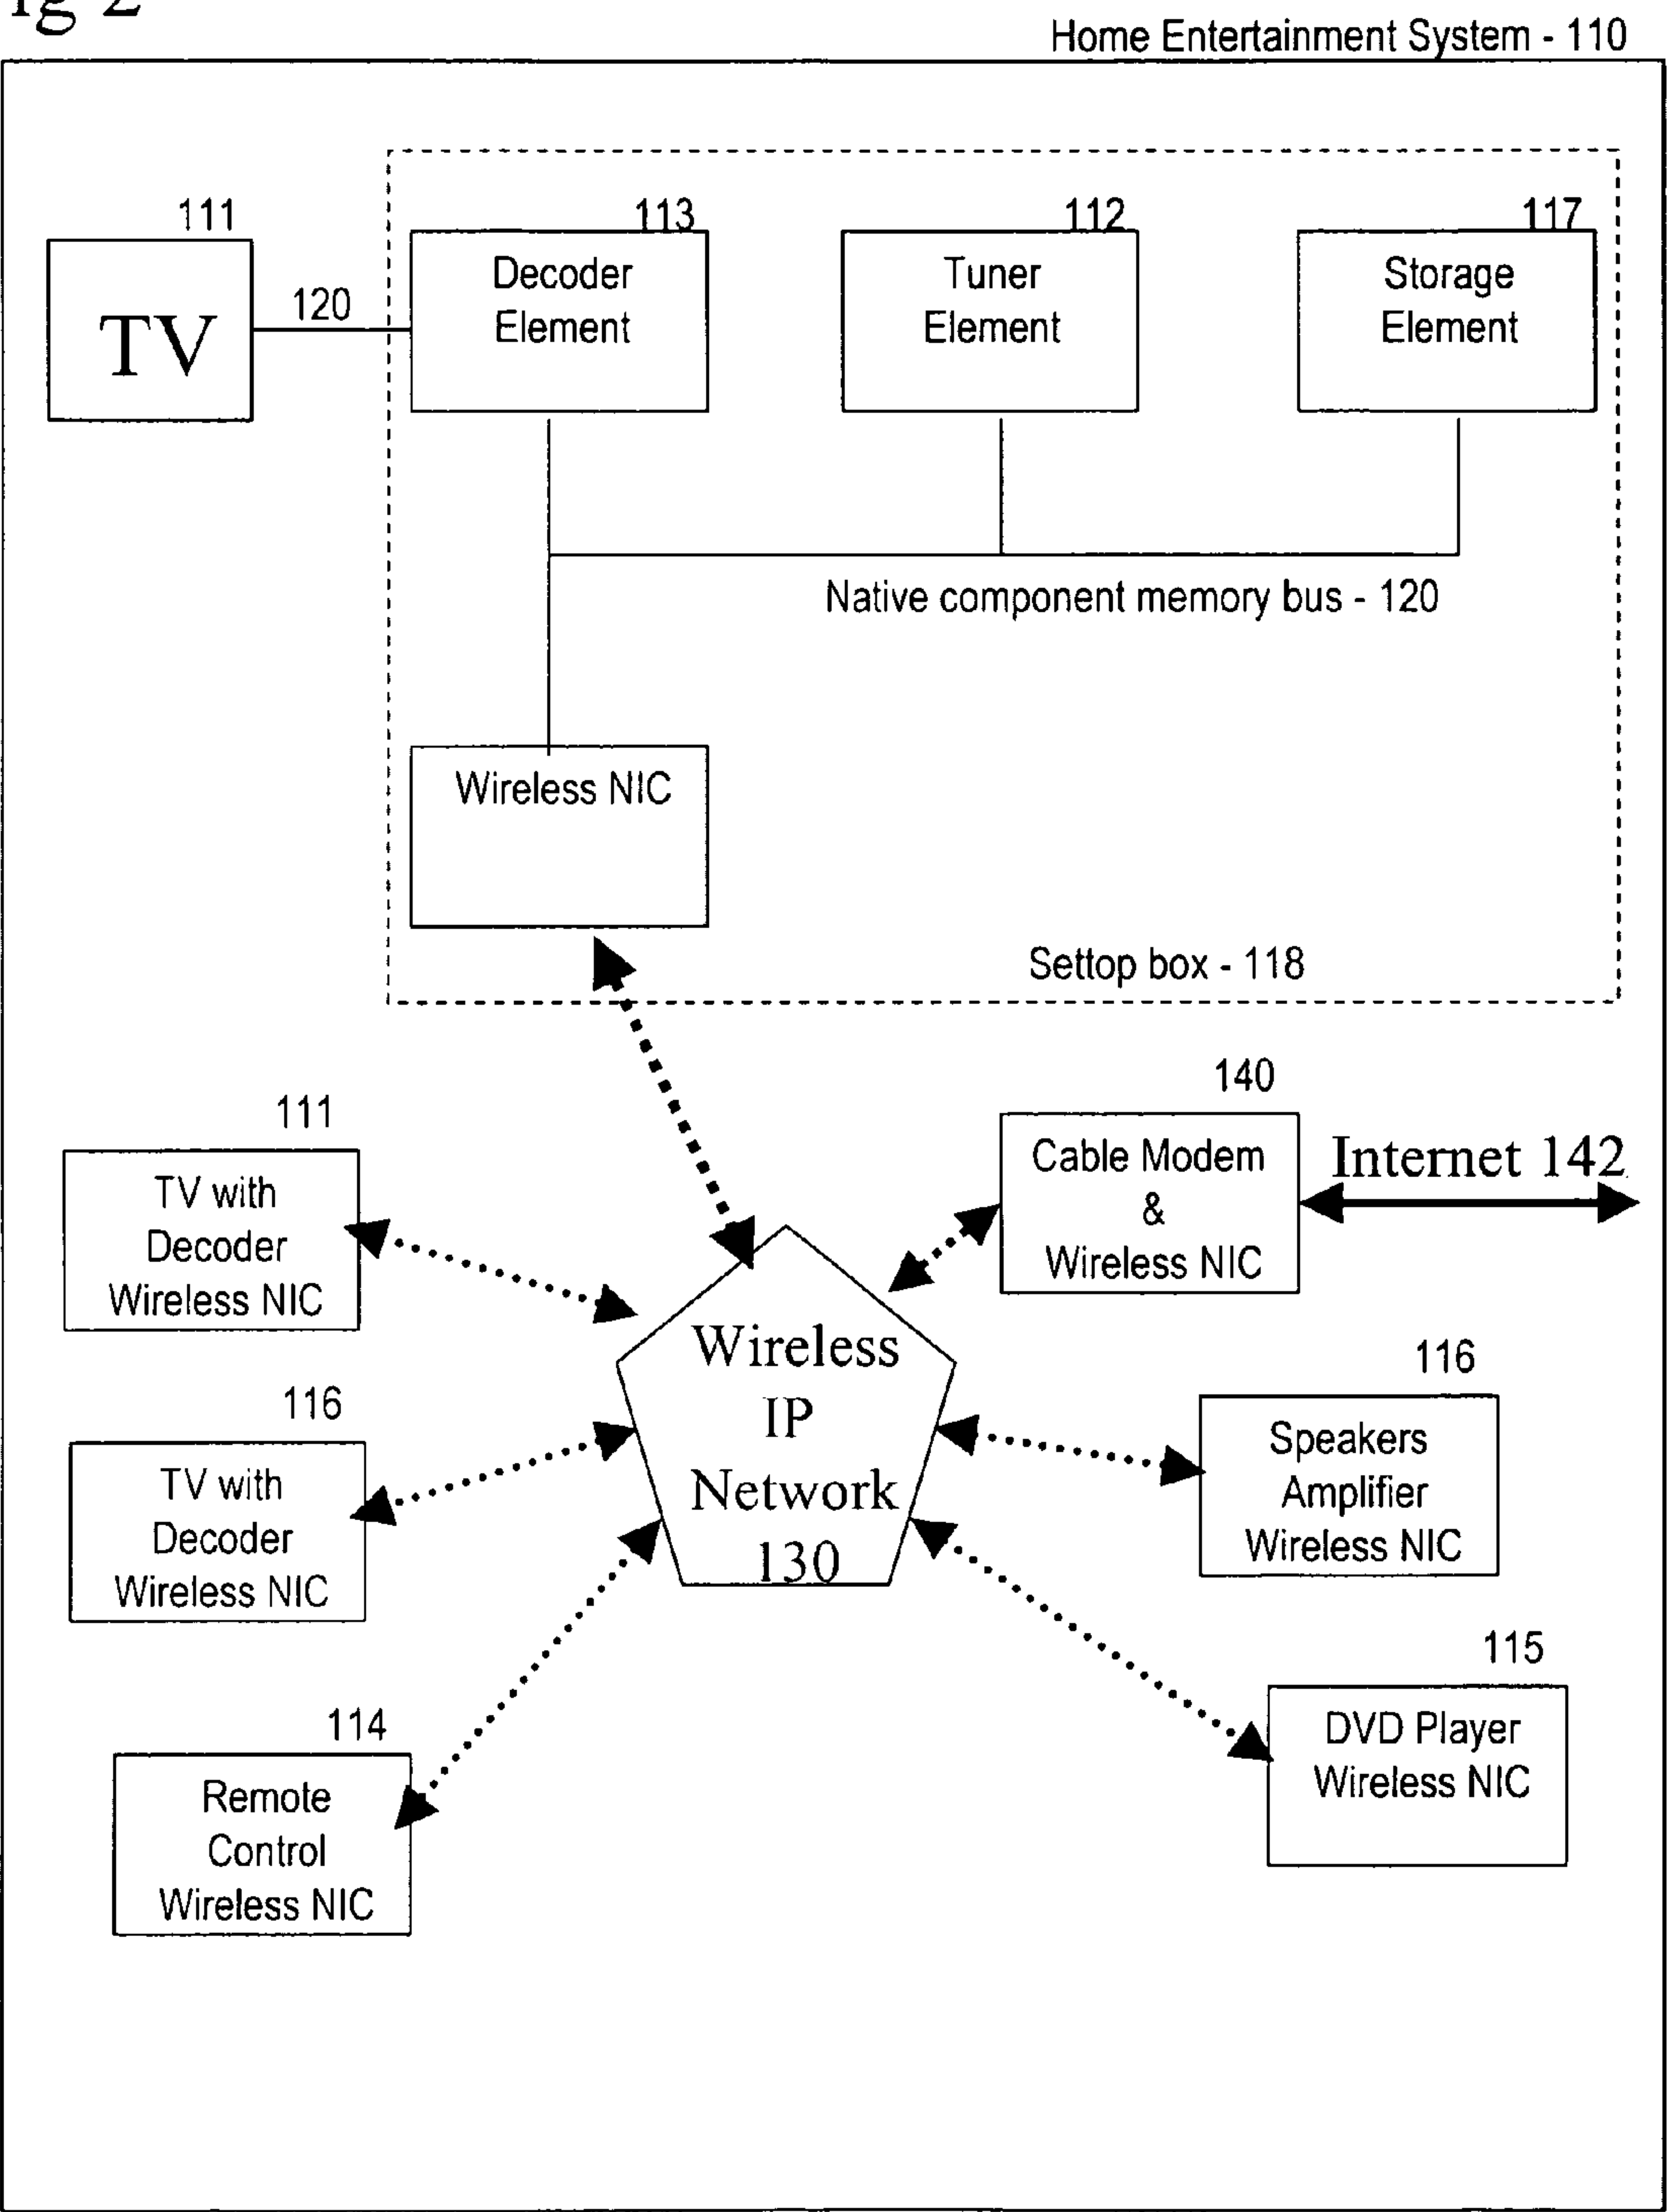 ig 2
Home Entertainment System - 110
111
113
112
117
TV
120
Decoder
Element
Tuner
Element
Storage
Element
Native component memory bus - 120
Wireless NIC
Settop box - 118
111
TV with
Decoder
Wireless NIC
140
Cable Modem
&
Wireless NIC
Internet 142
Wireless
IP
Network
130
116
TV with
Decoder
Wireless NIC
116
Speakers
Amplifier
Wireless NIC
114
Remote
Control
Wireless NIC
115
DVD Player
Wireless NIC